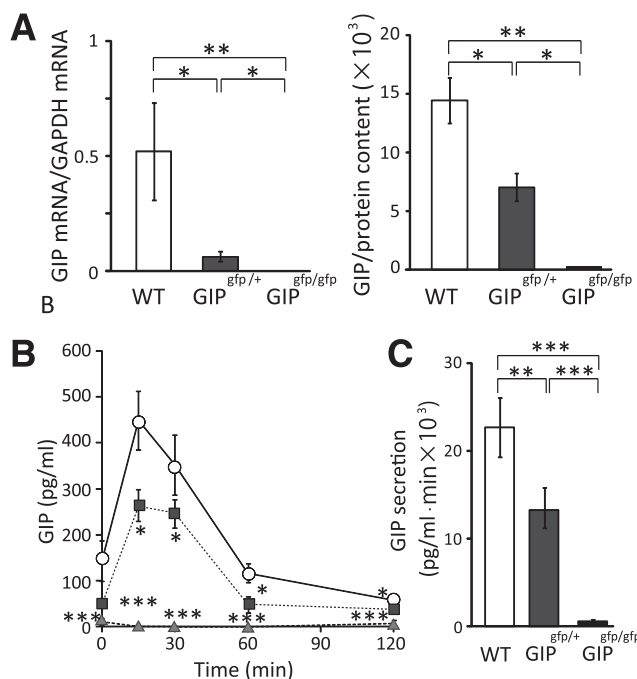 A
GIP mRNA/GAPDH mRNA
1
0.5
0
**
* *
WT GIP gfp/+ GIP gfp/gfp
GIP/protein content (×10³)
20
15
10
5
0
**
* *
WT GIP gfp/+ GIP gfp/gfp
B
B
GIP (pg/ml)
600
500
400
300
200
100
0
* *
* *
*** *** *** *** ***
0 30 60 90 120
Time (min)
C
GIP secretion
(pg/ml·min×10³)
30
20
10
0
***
** ***
WT GIP gfp/+ GIP gfp/gfp